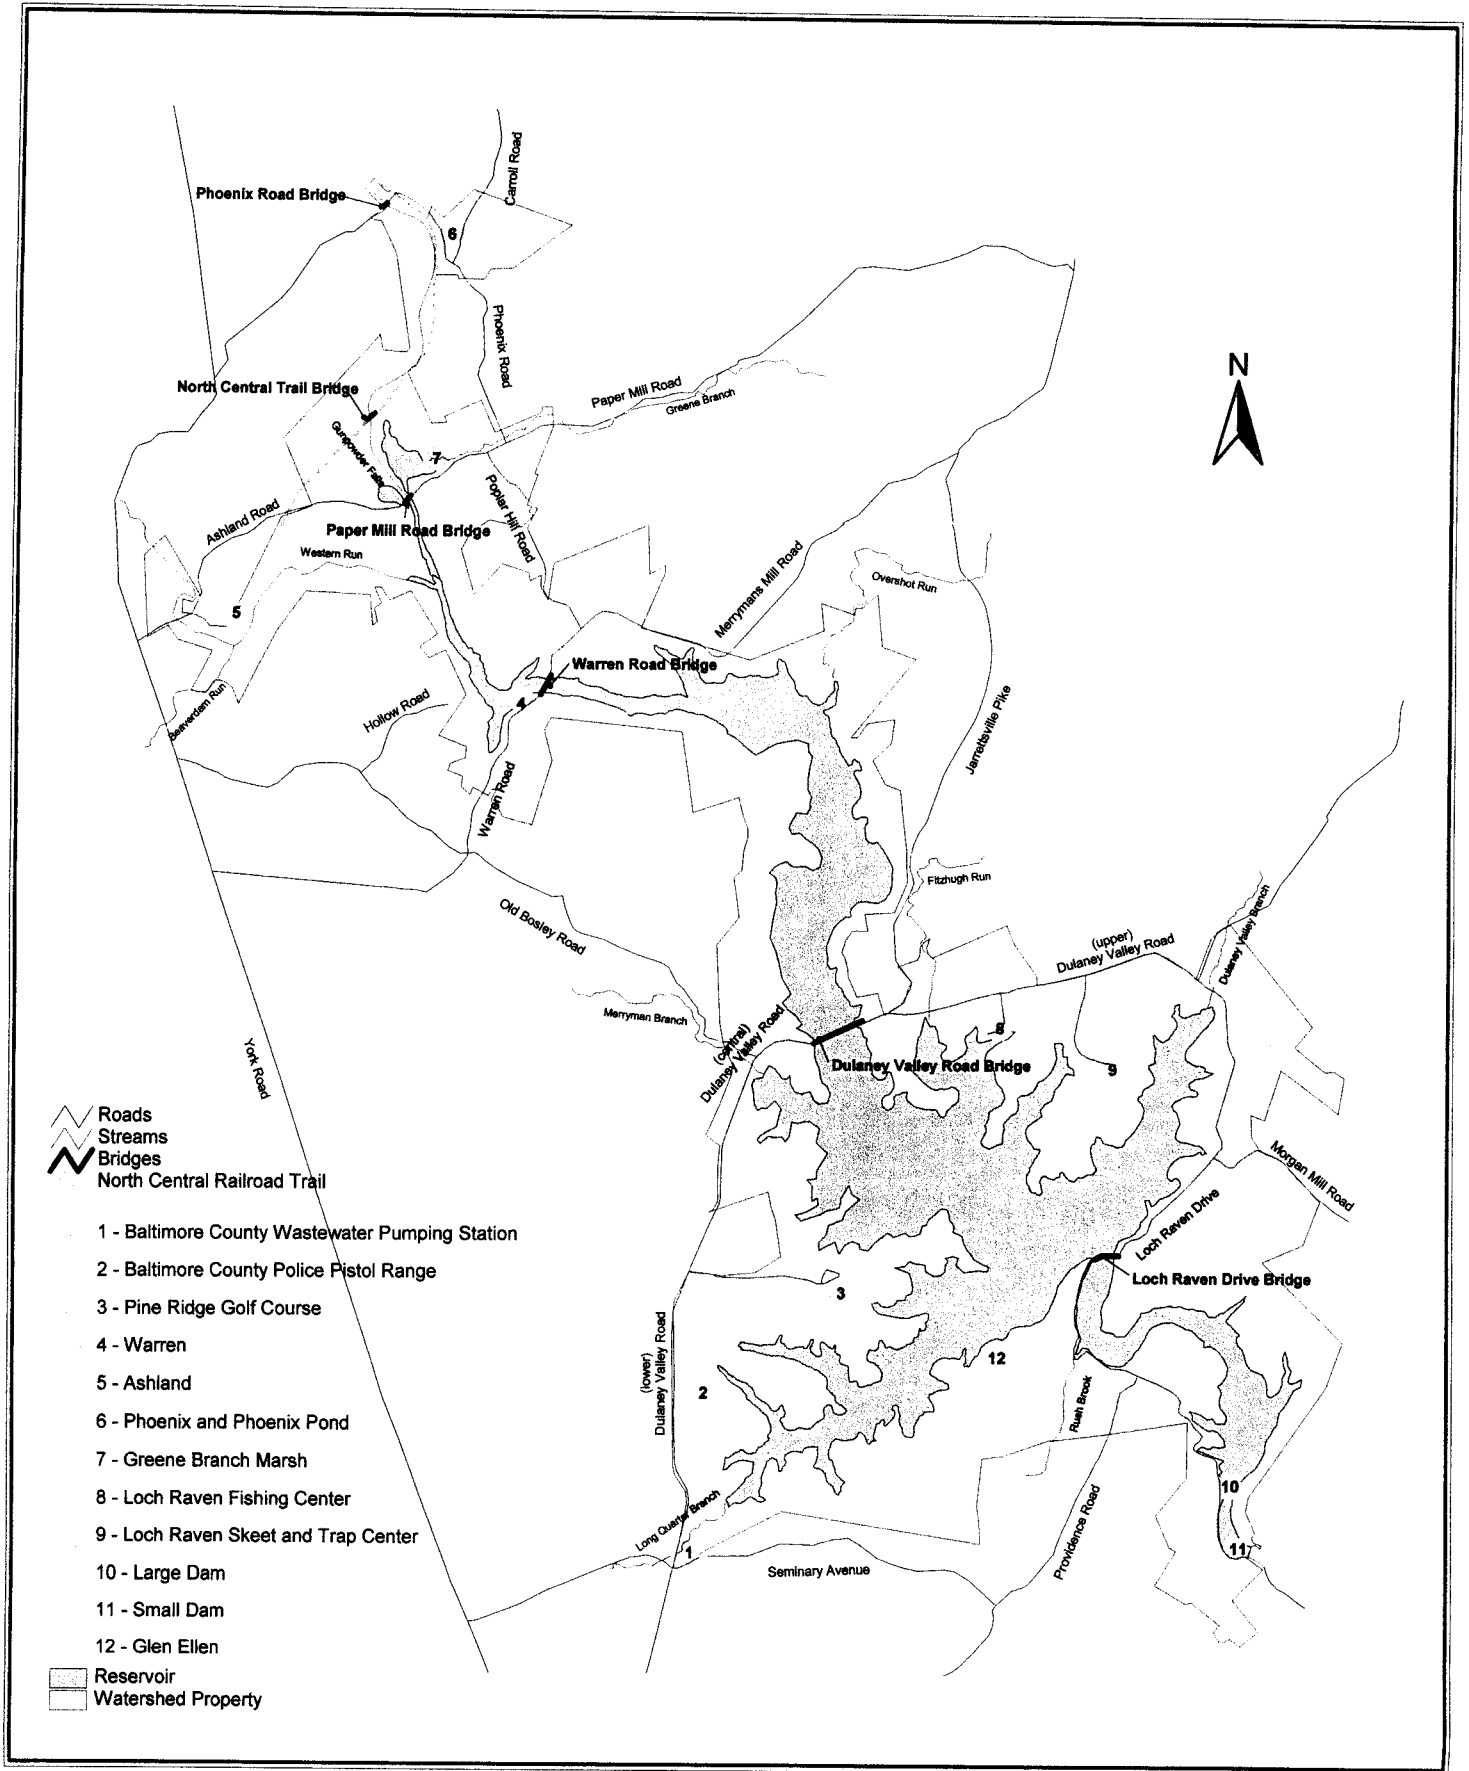 Carroll Road
Phoenix Road Bridge
6
Phoenix Road
N
North Central Trail Bridge
Paper Mill Road
Greene Branch
Gunpowder Falls
7
Poplar Hill Road
Ashland Road
Paper Mill Road Bridge
Western Run
Merrymans Mill Road
Overshot Run
5
Warren Road Bridge
Beaverdam Run
Hollow Road
4
Jarrettsville Pike
Warren Road
Fitzhugh Run
Old Bosley Road
(upper)
Dulaney Valley Road
Dulaney Valley Branch
Merryman Branch
(central)
Dulaney Valley Road
8
York Road
Dulaney Valley Road Bridge
9
Roads
Streams
Bridges
North Central Railroad Trail
Morgan Mill Road
Loch Raven Drive
Loch Raven Drive Bridge
1 - Baltimore County Wastewater Pumping Station
2 - Baltimore County Police Pistol Range
3 - Pine Ridge Golf Course
4 - Warren
5 - Ashland
6 - Phoenix and Phoenix Pond
7 - Greene Branch Marsh
8 - Loch Raven Fishing Center
9 - Loch Raven Skeet and Trap Center
10 - Large Dam
11 - Small Dam
12 - Glen Ellen
Reservoir
Watershed Property
3
12
(lower)
Dulaney Valley Road
2
Rush Brook
10
Long Quarter Branch
Providence Road
11
1
Seminary Avenue